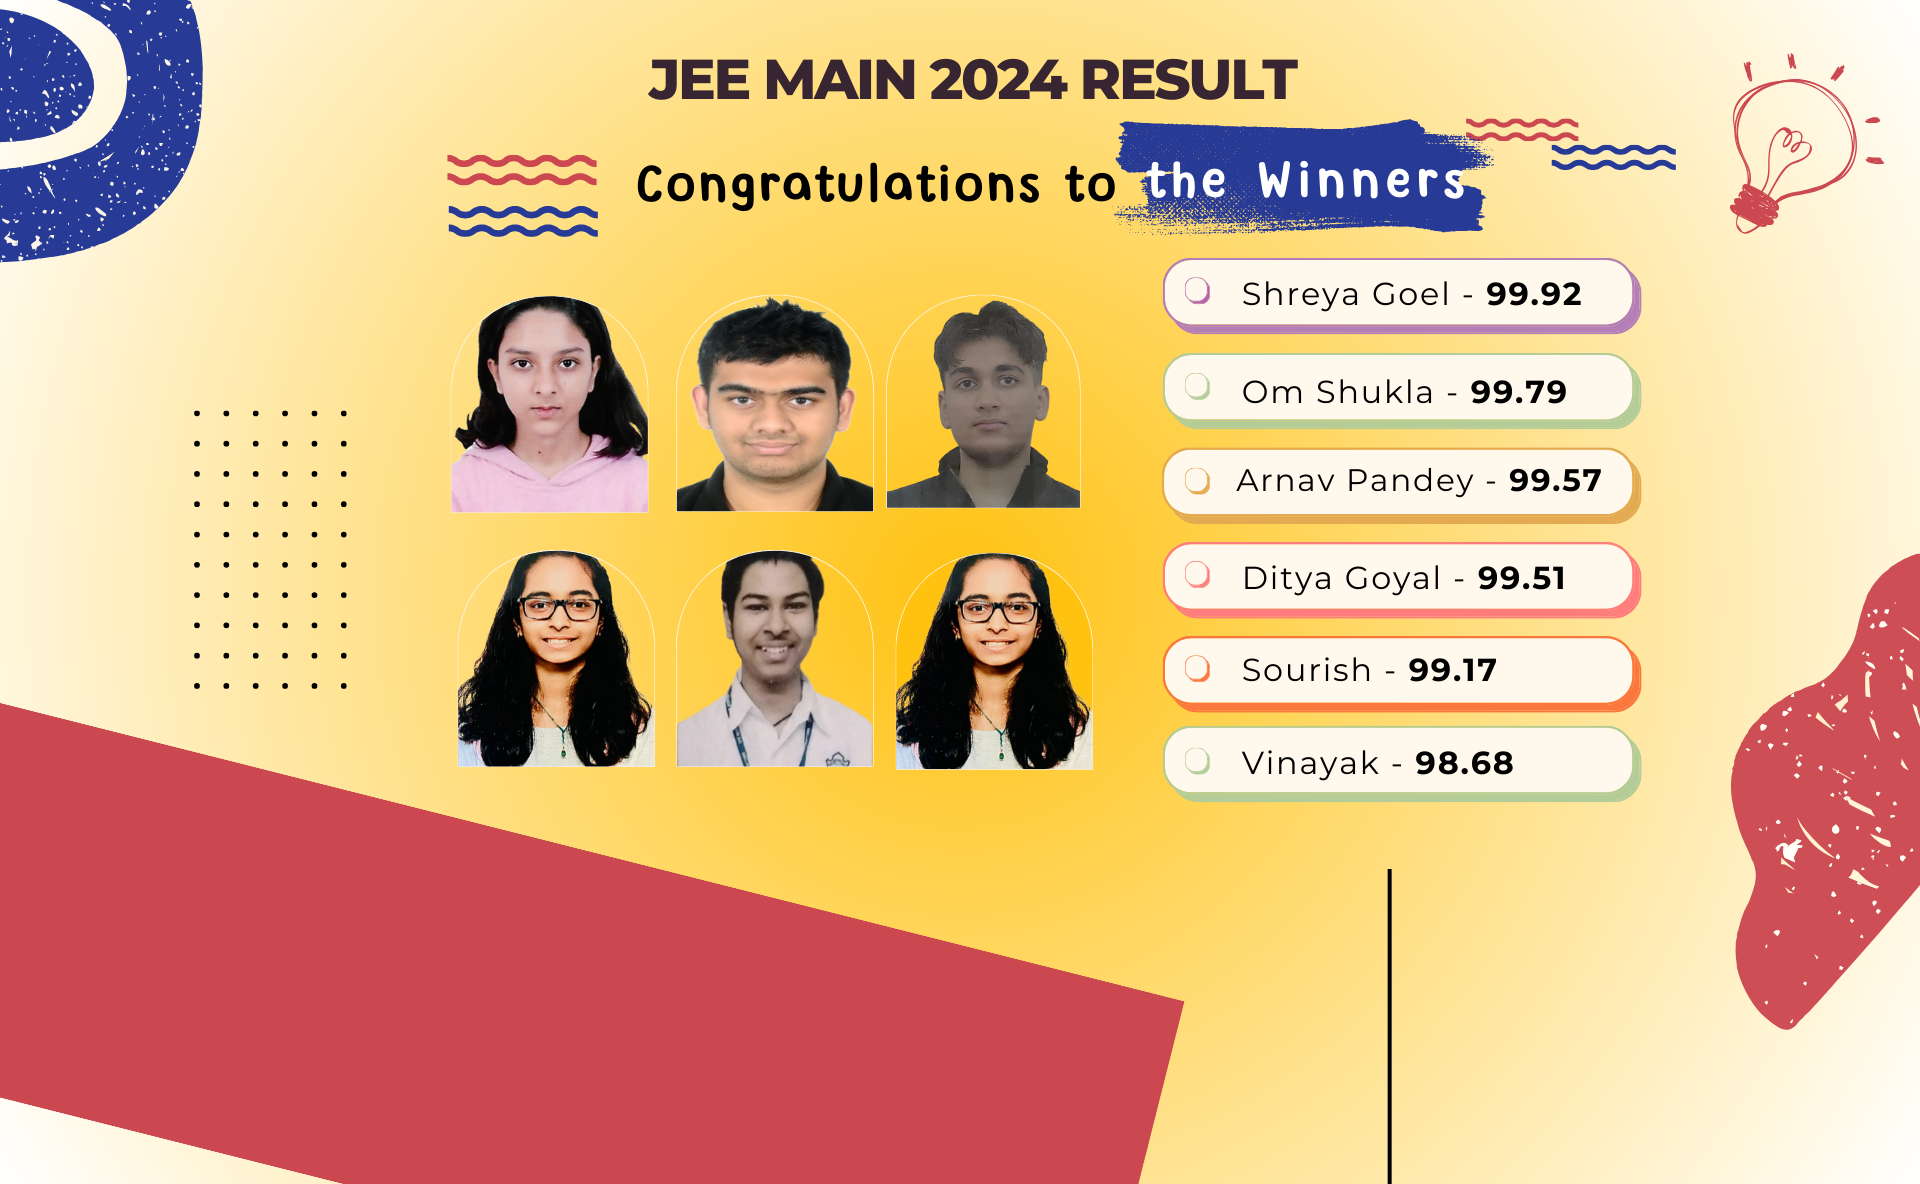 JEE MAIN 2024 RESULT
Congratulations to the Winners
Shreya Goel - 99.92
Om Shukla - 99.79
Arnav Pandey - 99.57
Ditya Goyal - 99.51
Sourish - 99.17
Vinayak - 98.68